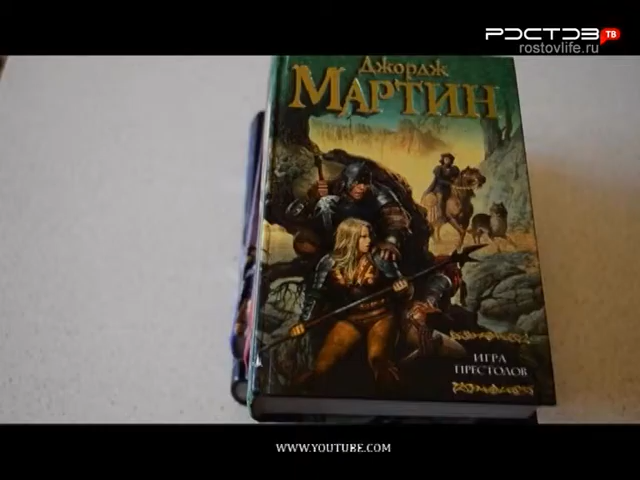 РОСТОВ ТВ
rostovlife.ru
Джордж
МАРТИН
ИГРА
ПРЕСТОЛОВ
WWW.YOUTUBE.COM